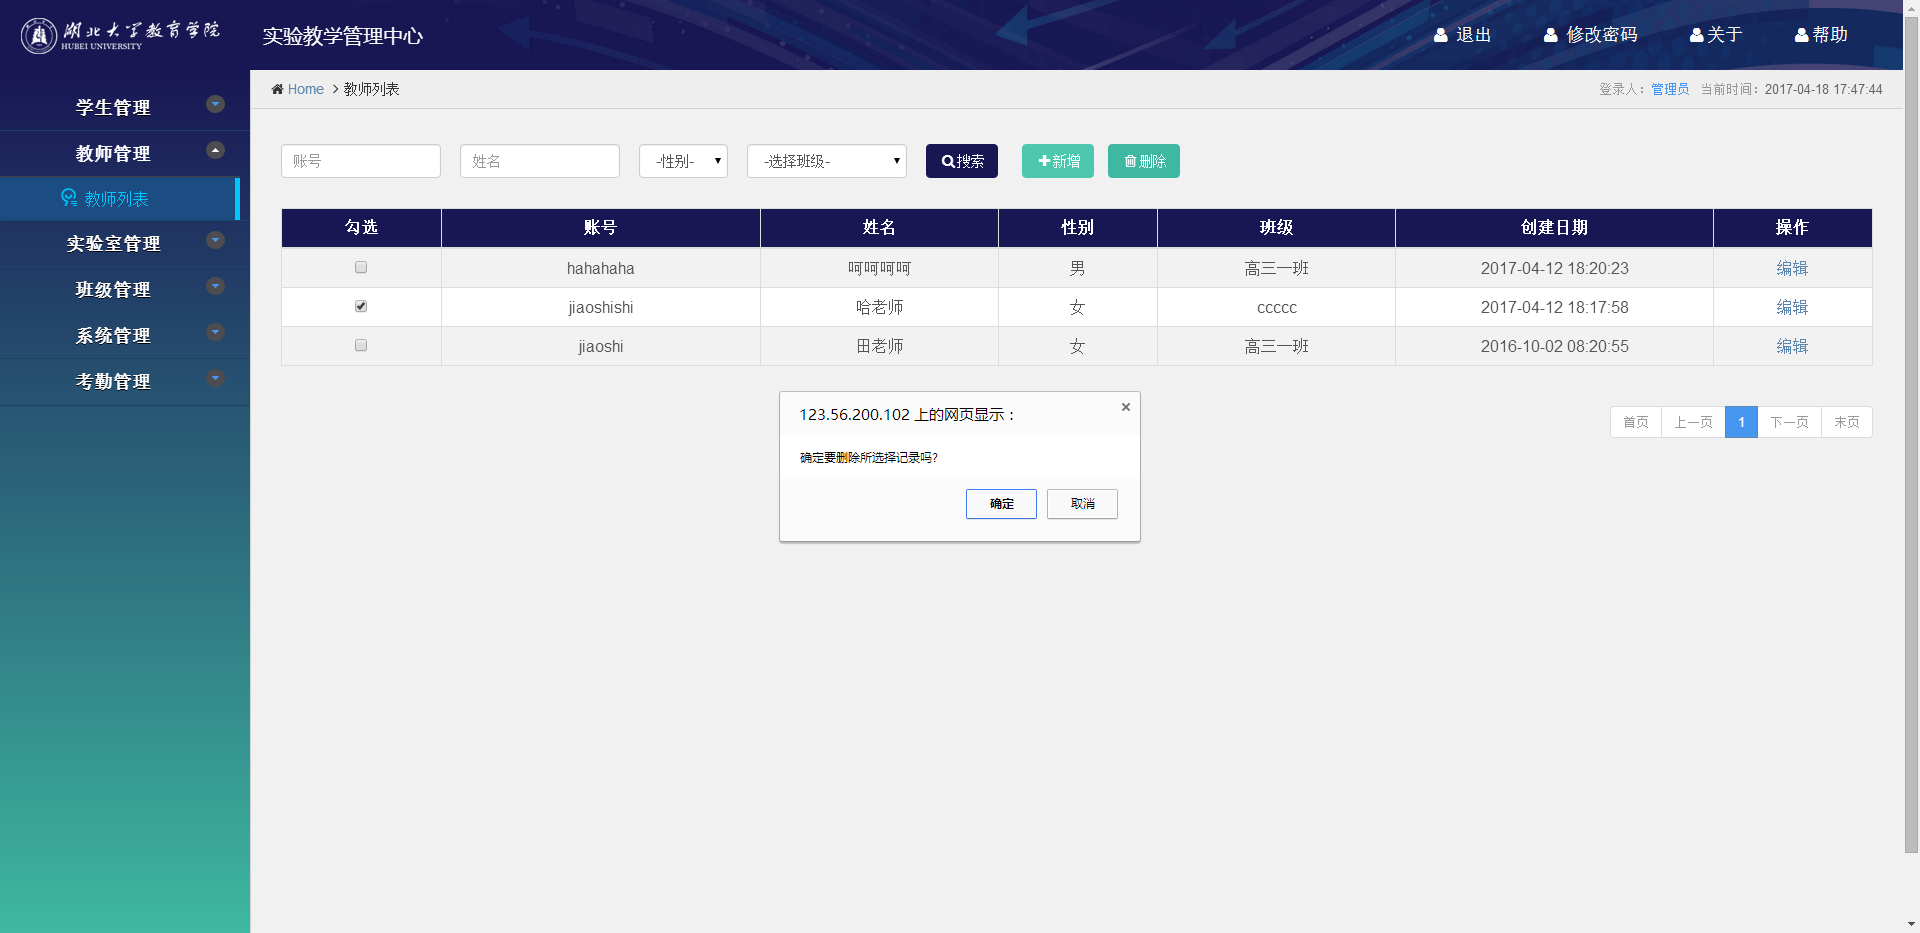 湖北大学教育学院
HUBEI UNIVERSITY
实验教学管理中心
退出 修改密码 关于 帮助
Home 教师列表
登录人：管理员 当前时间：2017-04-18 17:47:44
学生管理
教师管理
教师列表
实验室管理
班级管理
系统管理
考勤管理
账号 姓名 -性别- -选择班级- 搜索 新增 删除
勾选 账号 姓名 性别 班级 创建日期 操作
hahahaha 呵呵呵呵 男 高三一班 2017-04-12 18:20:23 编辑
jiaoshishi 哈老师 女 ccccc 2017-04-12 18:17:58 编辑
jiaoshi 田老师 女 高三一班 2016-10-02 08:20:55 编辑
首页 上一页 1 下一页 末页
123.56.200.102 上的网页显示：
确定要删除所选择记录吗?
确定 取消